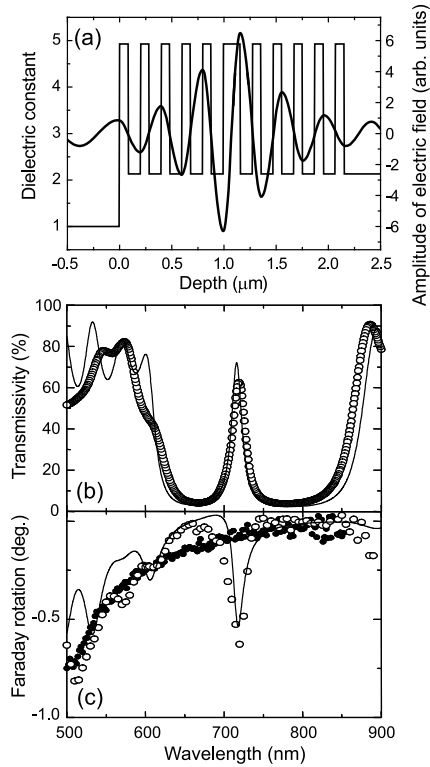 (a)
Dielectric constant
5
4
3
2
1
6
4
2
0
-2
-4
-6
Amplitude of electric field (arb. units)
-0.5 0.0 0.5 1.0 1.5 2.0 2.5
Depth (μm)
Transmissivity (%)
100
80
60
40
20
0
(b)
Faraday rotation (deg.)
-0.5
-1.0
(c)
500 600 700 800 900
Wavelength (nm)